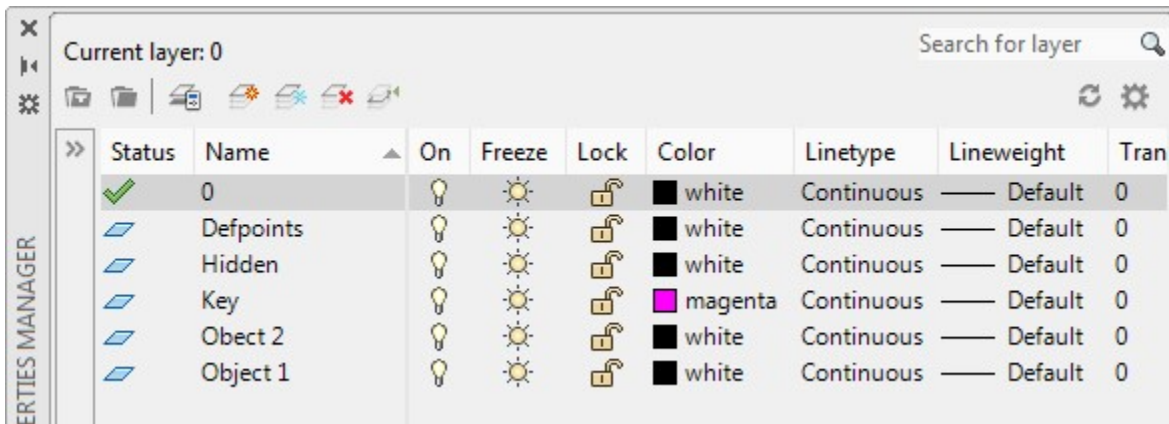 Current layer: 0
Search for layer
Status Name On Freeze Lock Color Linetype Lineweight Tran
0 white Continuous Default 0
Defpoints white Continuous Default 0
Hidden white Continuous Default 0
Key magenta Continuous Default 0
Obect 2 white Continuous Default 0
Object 1 white Continuous Default 0
ERTIES MANAGER